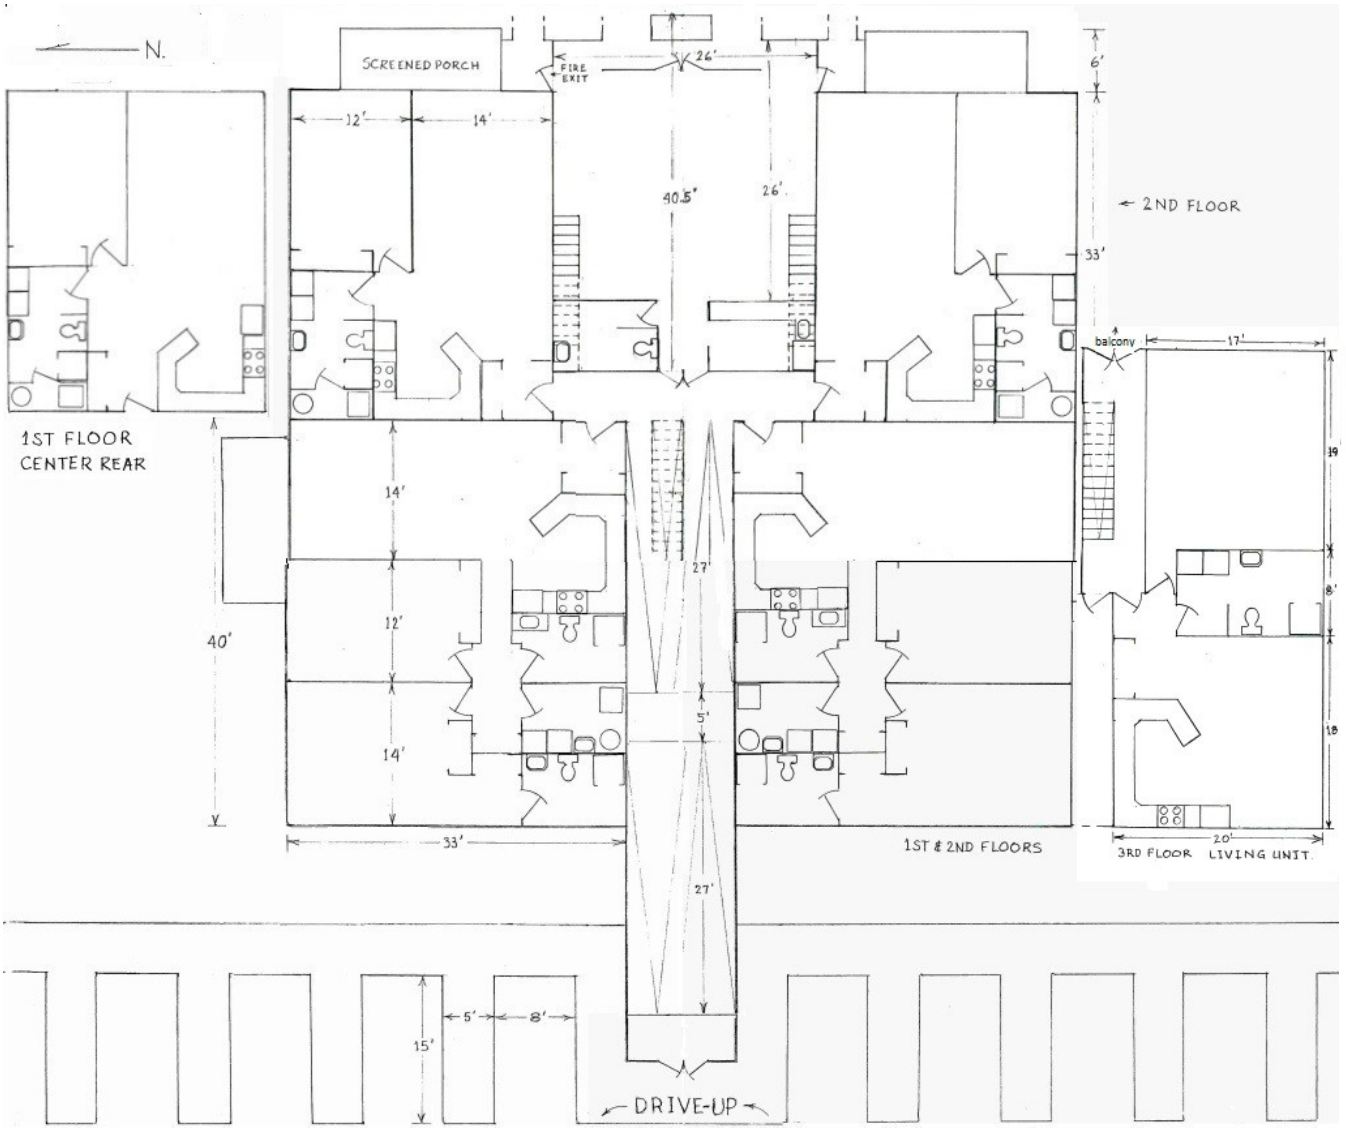 N.
SCREENED PORCH
FIRE
EXIT
26'
6'
12'
14'
40.5'
26'.
← 2ND FLOOR
33'
balcony
17'
1ST FLOOR
CENTER REAR
14'
19
27'
8'
12'
40'
5'
14'
18
33'
1ST & 2ND FLOORS
20'
3RD FLOOR LIVING UNIT.
27'
5'
8'
15'
DRIVE-UP